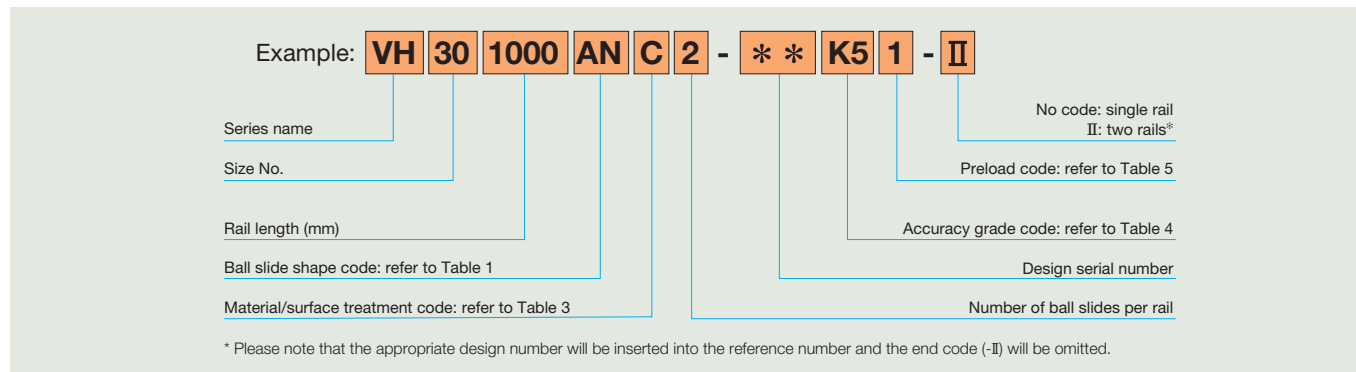 Example: VH 30 1000 AN C 2 - ＊＊ K5 1 - Ⅱ
No code: single rail
Series name
Ⅱ: two rails*
Size No.
Preload code: refer to Table 5
Rail length (mm)
Accuracy grade code: refer to Table 4
Ball slide shape code: refer to Table 1
Design serial number
Material/surface treatment code: refer to Table 3
Number of ball slides per rail
* Please note that the appropriate design number will be inserted into the reference number and the end code (-Ⅱ) will be omitted.